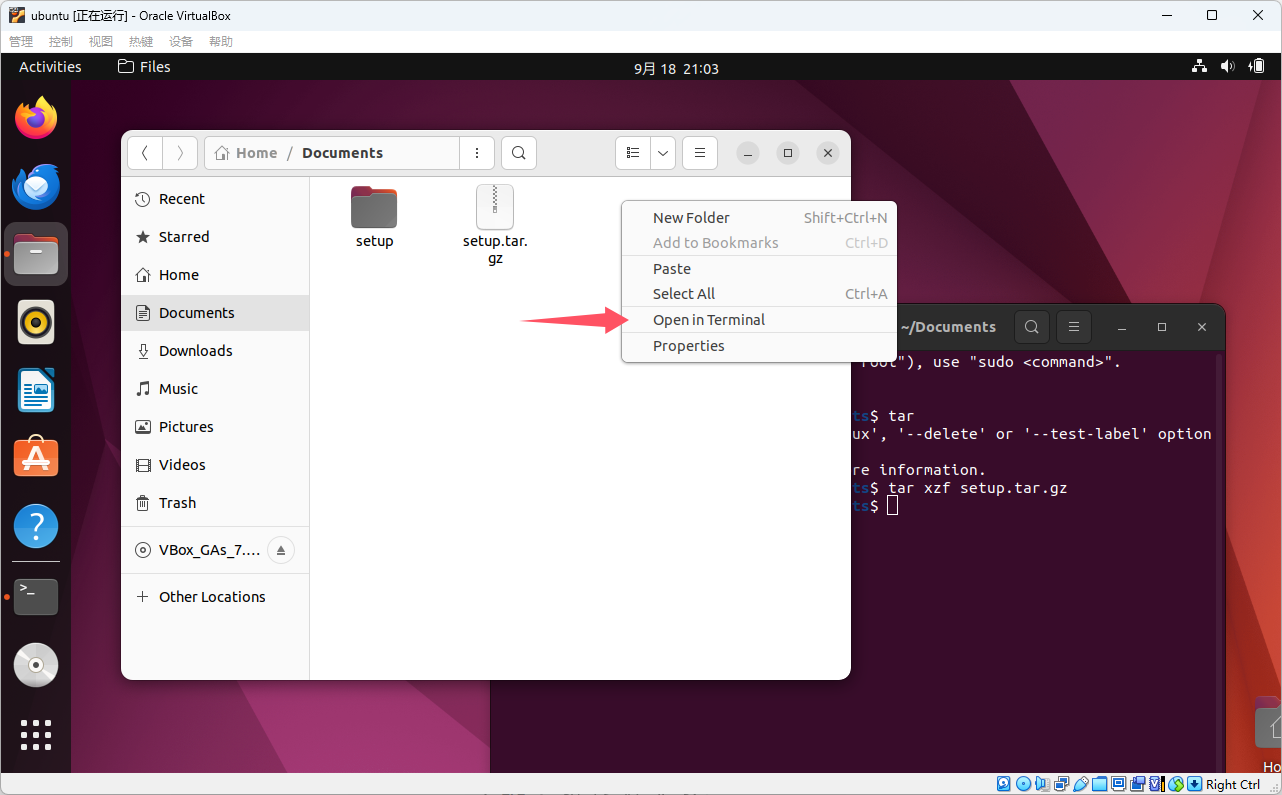 ubuntu [正在运行] - Oracle VirtualBox
管理 控制 视图 热键 设备 帮助
Activities Files 9月 18 21:03
Home / Documents
Recent
Starred
Home
Documents
Downloads
Music
Pictures
Videos
Trash
VBox_GAs_7....
Other Locations
setup
setup.tar.
gz
New Folder Shift+Ctrl+N
Add to Bookmarks Ctrl+D
Paste
Select All Ctrl+A
Open in Terminal
Properties
~/Documents
root"), use "sudo <command>".
ts$ tar
ux', '--delete' or '--test-label' option
re information.
ts$ tar xzf setup.tar.gz
ts$
Ho
Right Ctrl